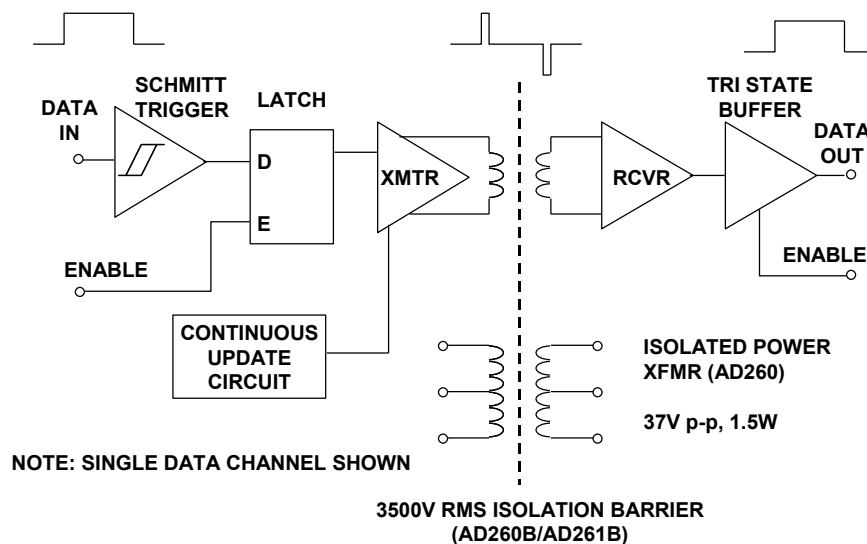 SCHMITT
TRIGGER
LATCH
TRI STATE
BUFFER
DATA
IN
DATA
OUT
D
XMTR
RCVR
E
ENABLE
ENABLE
CONTINUOUS
UPDATE
CIRCUIT
ISOLATED POWER
XFMR (AD260)
37V p-p, 1.5W
NOTE: SINGLE DATA CHANNEL SHOWN
3500V RMS ISOLATION BARRIER
(AD260B/AD261B)